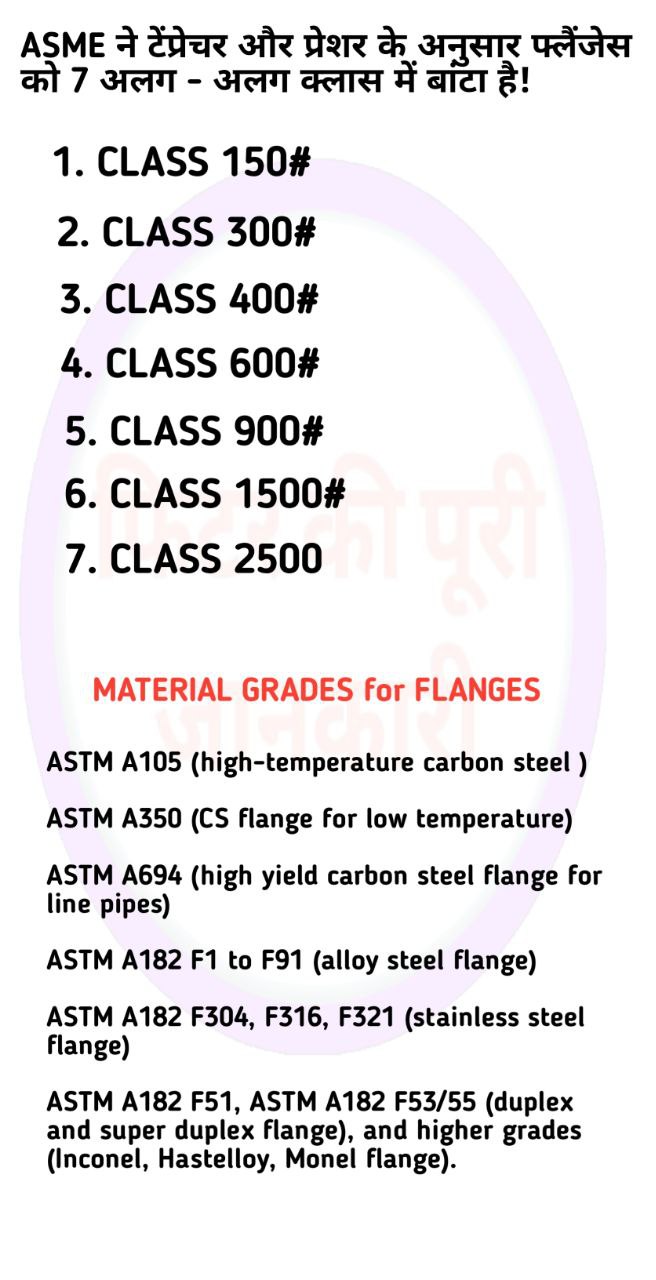 ASME ने टेंप्रेचर और प्रेशर के अनुसार फ्लैंजेस
को 7 अलग - अलग क्लास में बांटा है!
1. CLASS 150#
2. CLASS 300#
3. CLASS 400#
4. CLASS 600#
5. CLASS 900#
6. CLASS 1500#
7. CLASS 2500
फिटर की पूरी
जानकारी
MATERIAL GRADES for FLANGES
ASTM A105 (high-temperature carbon steel )
ASTM A350 (CS flange for low temperature)
ASTM A694 (high yield carbon steel flange for
line pipes)
ASTM A182 F1 to F91 (alloy steel flange)
ASTM A182 F304, F316, F321 (stainless steel
flange)
ASTM A182 F51, ASTM A182 F53/55 (duplex
and super duplex flange), and higher grades
(Inconel, Hastelloy, Monel flange).